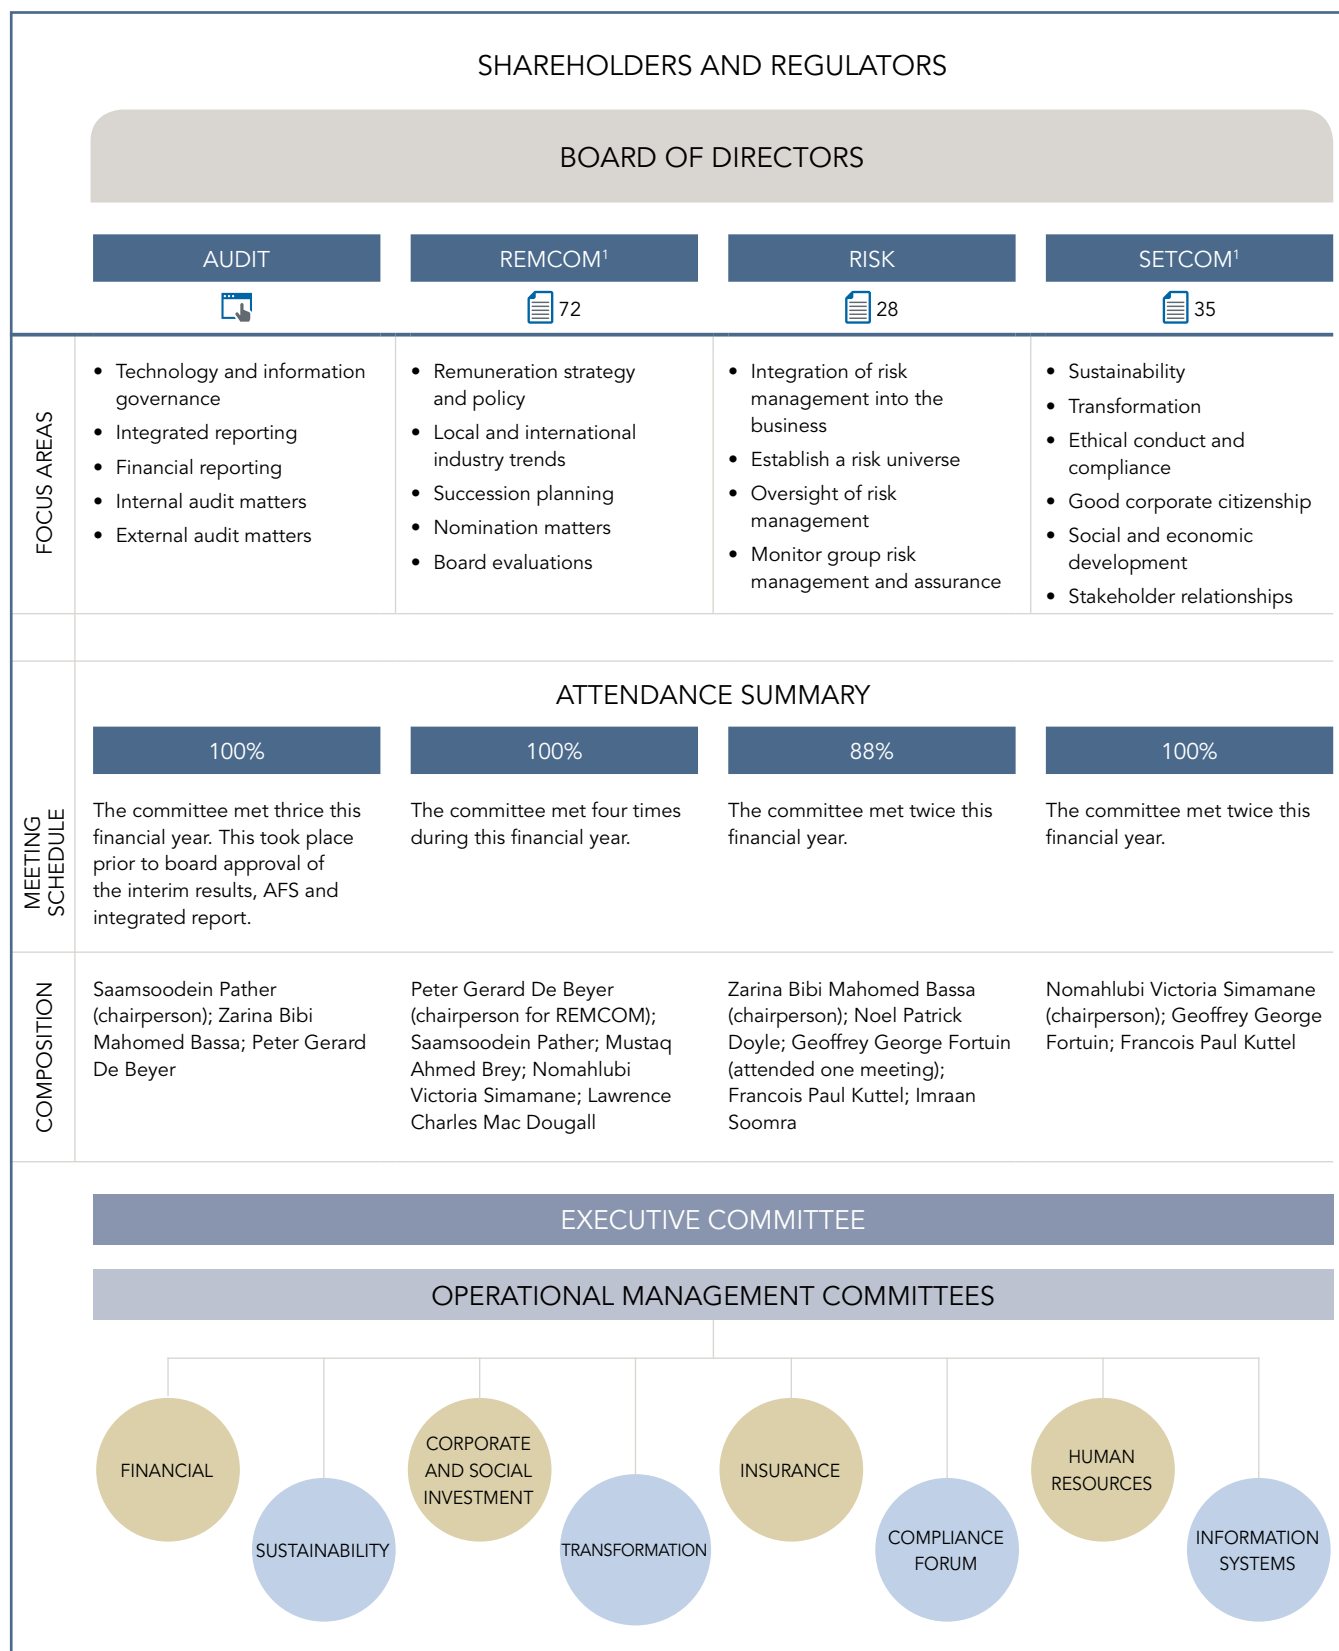 SHAREHOLDERS AND REGULATORS
BOARD OF DIRECTORS
AUDIT
REMCOM¹
72
RISK
28
SETCOM¹
35
FOCUS AREAS
• Technology and information
governance
• Integrated reporting
• Financial reporting
• Internal audit matters
• External audit matters
• Remuneration strategy
and policy
• Local and international
industry trends
• Succession planning
• Nomination matters
• Board evaluations
• Integration of risk
management into the
business
• Establish a risk universe
• Oversight of risk
management
• Monitor group risk
management and assurance
• Sustainability
• Transformation
• Ethical conduct and
compliance
• Good corporate citizenship
• Social and economic
development
• Stakeholder relationships
ATTENDANCE SUMMARY
100%
100%
88%
100%
MEETING
SCHEDULE
The committee met thrice this
financial year. This took place
prior to board approval of
the interim results, AFS and
integrated report.
The committee met four times
during this financial year.
The committee met twice this
financial year.
The committee met twice this
financial year.
COMPOSITION
Saamsoodein Pather
(chairperson); Zarina Bibi
Mahomed Bassa; Peter Gerard
De Beyer
Peter Gerard De Beyer
(chairperson for REMCOM);
Saamsoodein Pather; Mustaq
Ahmed Brey; Nomahlubi
Victoria Simamane; Lawrence
Charles Mac Dougall
Zarina Bibi Mahomed Bassa
(chairperson); Noel Patrick
Doyle; Geoffrey George Fortuin
(attended one meeting);
Francois Paul Kuttel; Imraan
Soomra
Nomahlubi Victoria Simamane
(chairperson); Geoffrey George
Fortuin; Francois Paul Kuttel
EXECUTIVE COMMITTEE
OPERATIONAL MANAGEMENT COMMITTEES
FINANCIAL
SUSTAINABILITY
CORPORATE
AND SOCIAL
INVESTMENT
TRANSFORMATION
INSURANCE
COMPLIANCE
FORUM
HUMAN
RESOURCES
INFORMATION
SYSTEMS